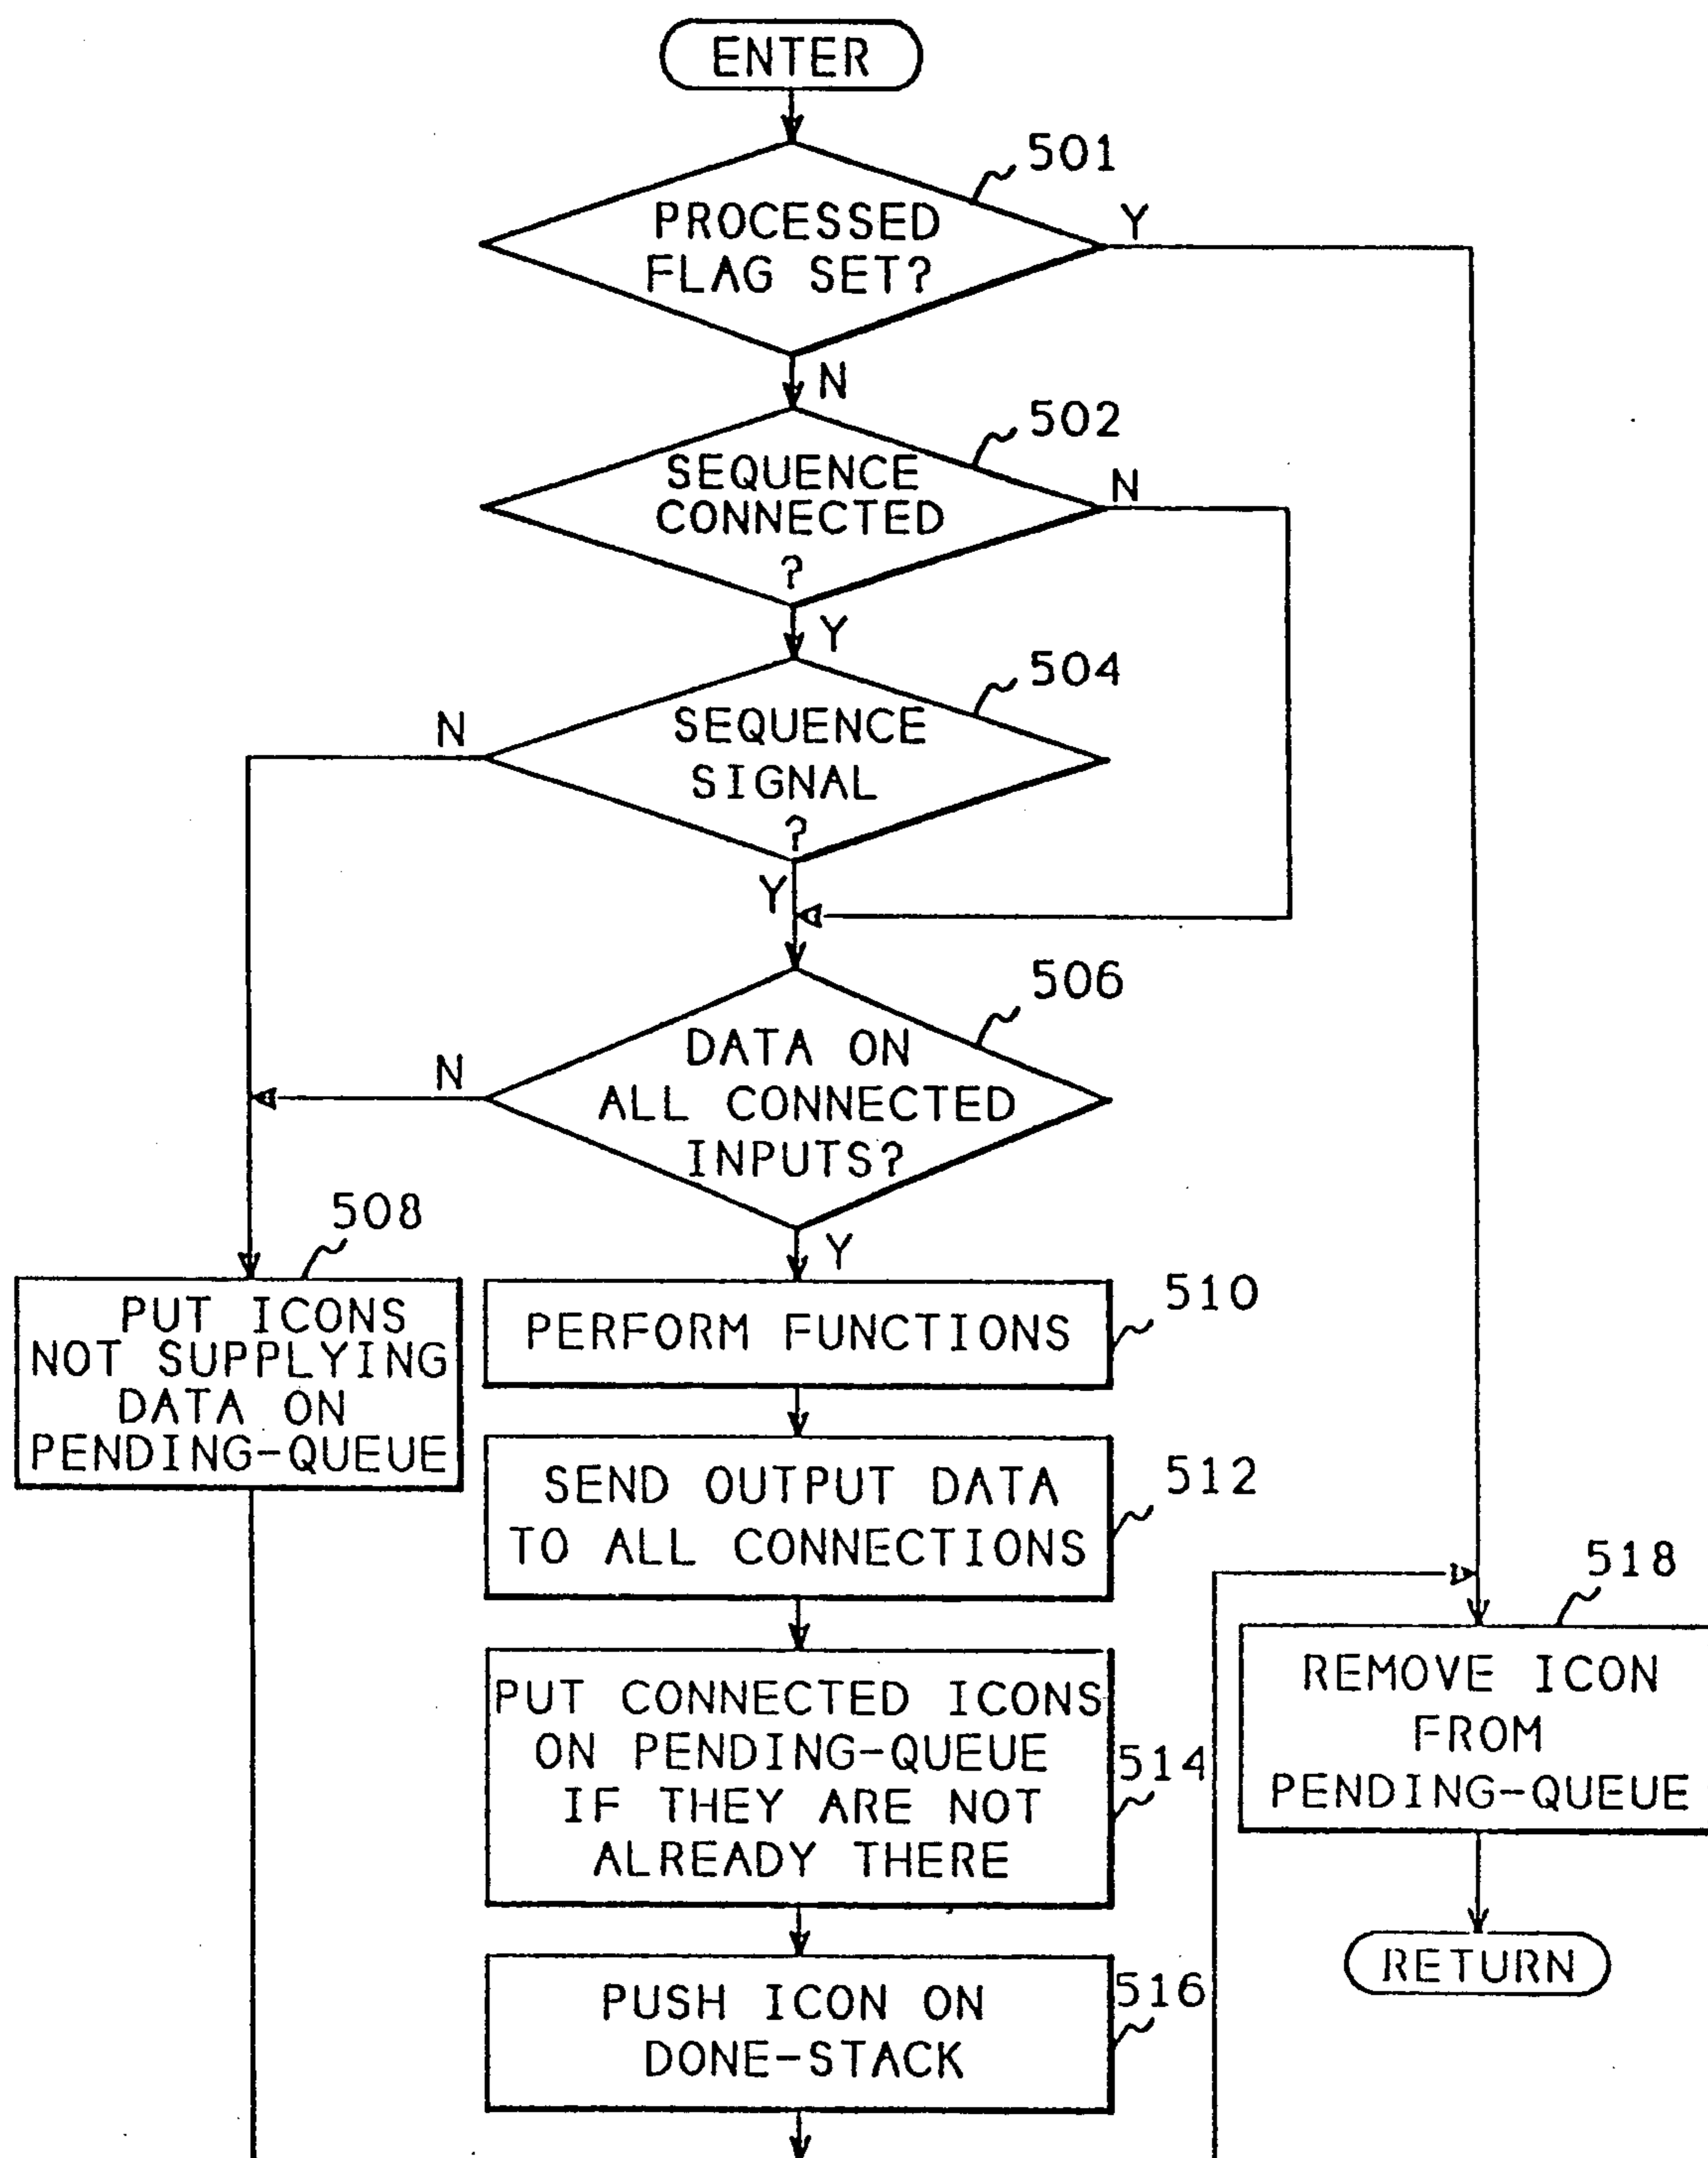 ENTER
501
PROCESSED
FLAG SET?
Y
N
502
SEQUENCE
CONNECTED
?
N
Y
504
SEQUENCE
SIGNAL
?
N
Y
506
DATA ON
ALL CONNECTED
INPUTS?
N
Y
508
PUT ICONS
NOT SUPPLYING
DATA ON
PENDING-QUEUE
510
PERFORM FUNCTIONS
512
SEND OUTPUT DATA
TO ALL CONNECTIONS
514
PUT CONNECTED ICONS
ON PENDING-QUEUE
IF THEY ARE NOT
ALREADY THERE
516
PUSH ICON ON
DONE-STACK
518
REMOVE ICON
FROM
PENDING-QUEUE
RETURN